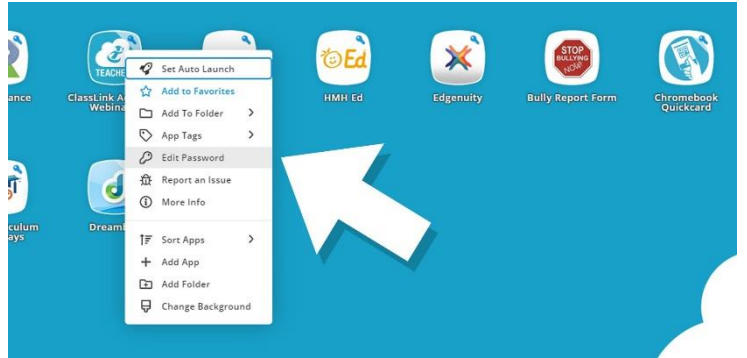 TEACHE
Ed
STOP
BULLYING
NOW
ance
ClassLink A
Webina
HMH Ed
Edgenuity
Bully Report Form
Chromebook
Quickcard
Set Auto Launch
Add to Favorites
Add To Folder
App Tags
Edit Password
Report an Issue
More Info
Sort Apps
Add App
Add Folder
Change Background
culum
ays
Dream